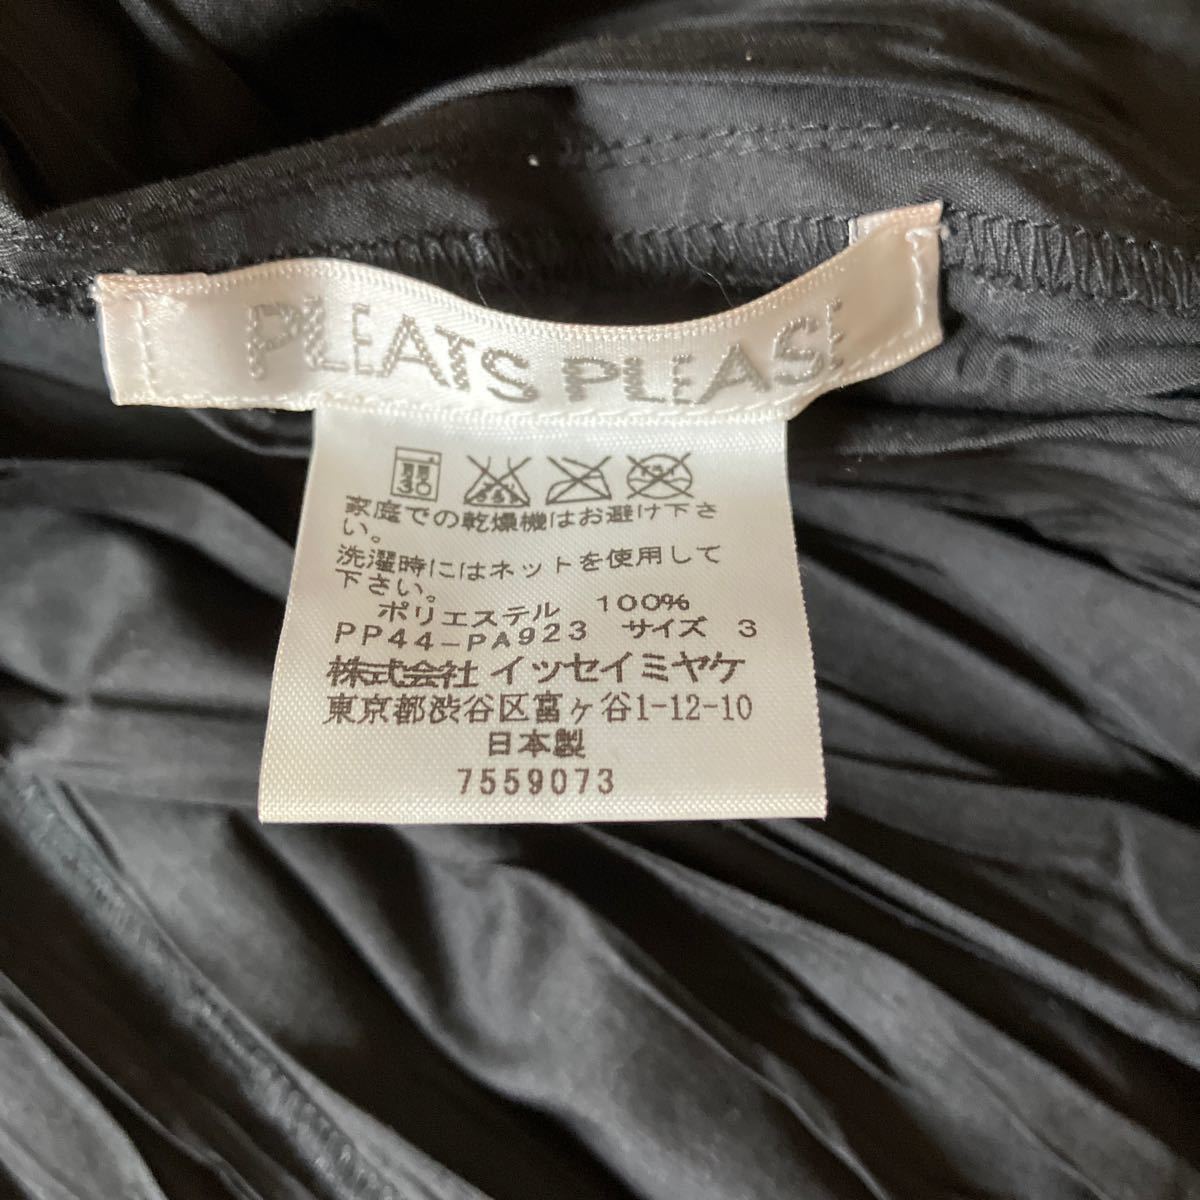 PLEATS PLEASE
30
家庭での乾燥機はお避け下さ
い。
洗濯時にはネットを使用して
下さい。
ポリエステル 100%
PP44-PA923 サイズ 3
株式会社 イッセイミヤケ
東京都渋谷区富ヶ谷1-12-10
日本製
7559073